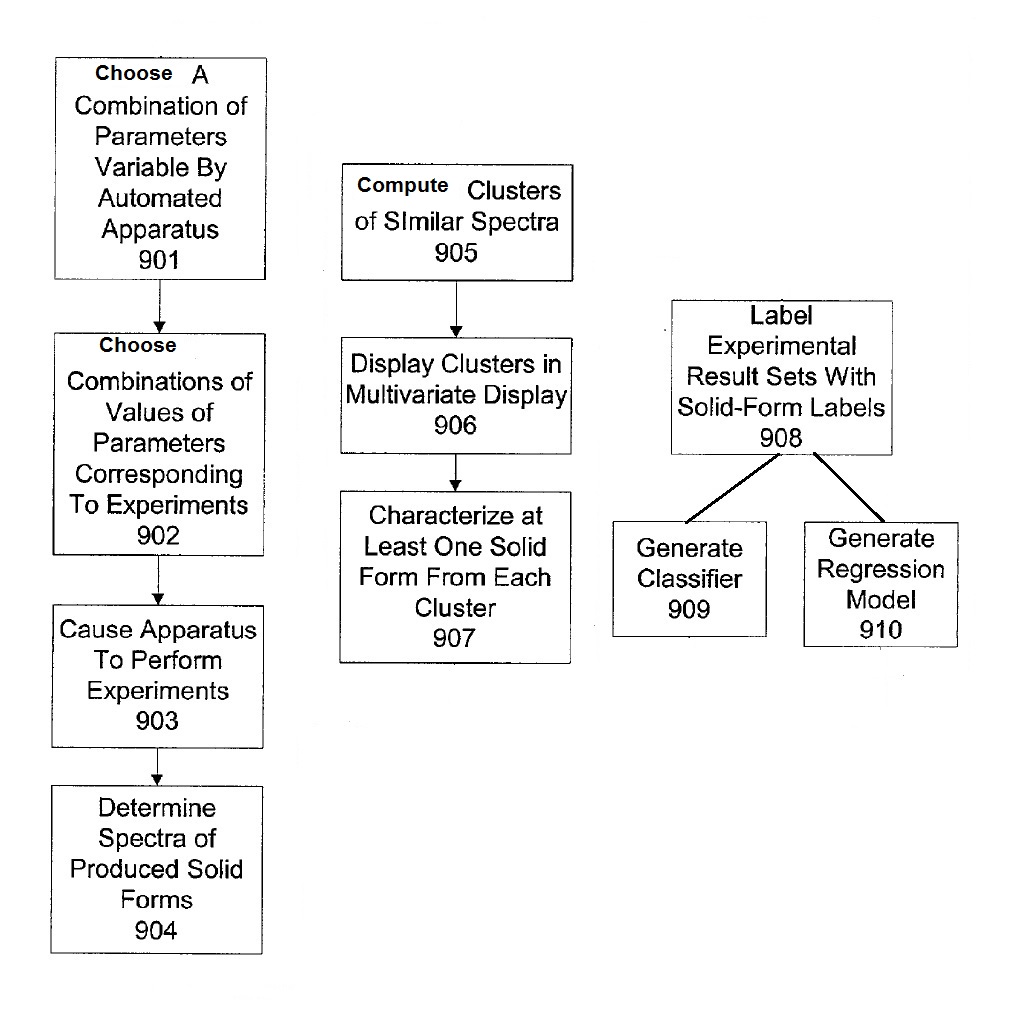 Choose A
Combination of
Parameters
Variable By
Automated
Apparatus
901
Choose
Combinations of
Values of
Parameters
Corresponding
To Experiments
902
Cause Apparatus
To Perform
Experiments
903
Determine
Spectra of
Produced Solid
Forms
904
Compute Clusters
of SImilar Spectra
905
Display Clusters in
Multivariate Display
906
Characterize at
Least One Solid
Form From Each
Cluster
907
Label
Experimental
Result Sets With
Solid-Form Labels
908
Generate
Classifier
909
Generate
Regression
Model
910